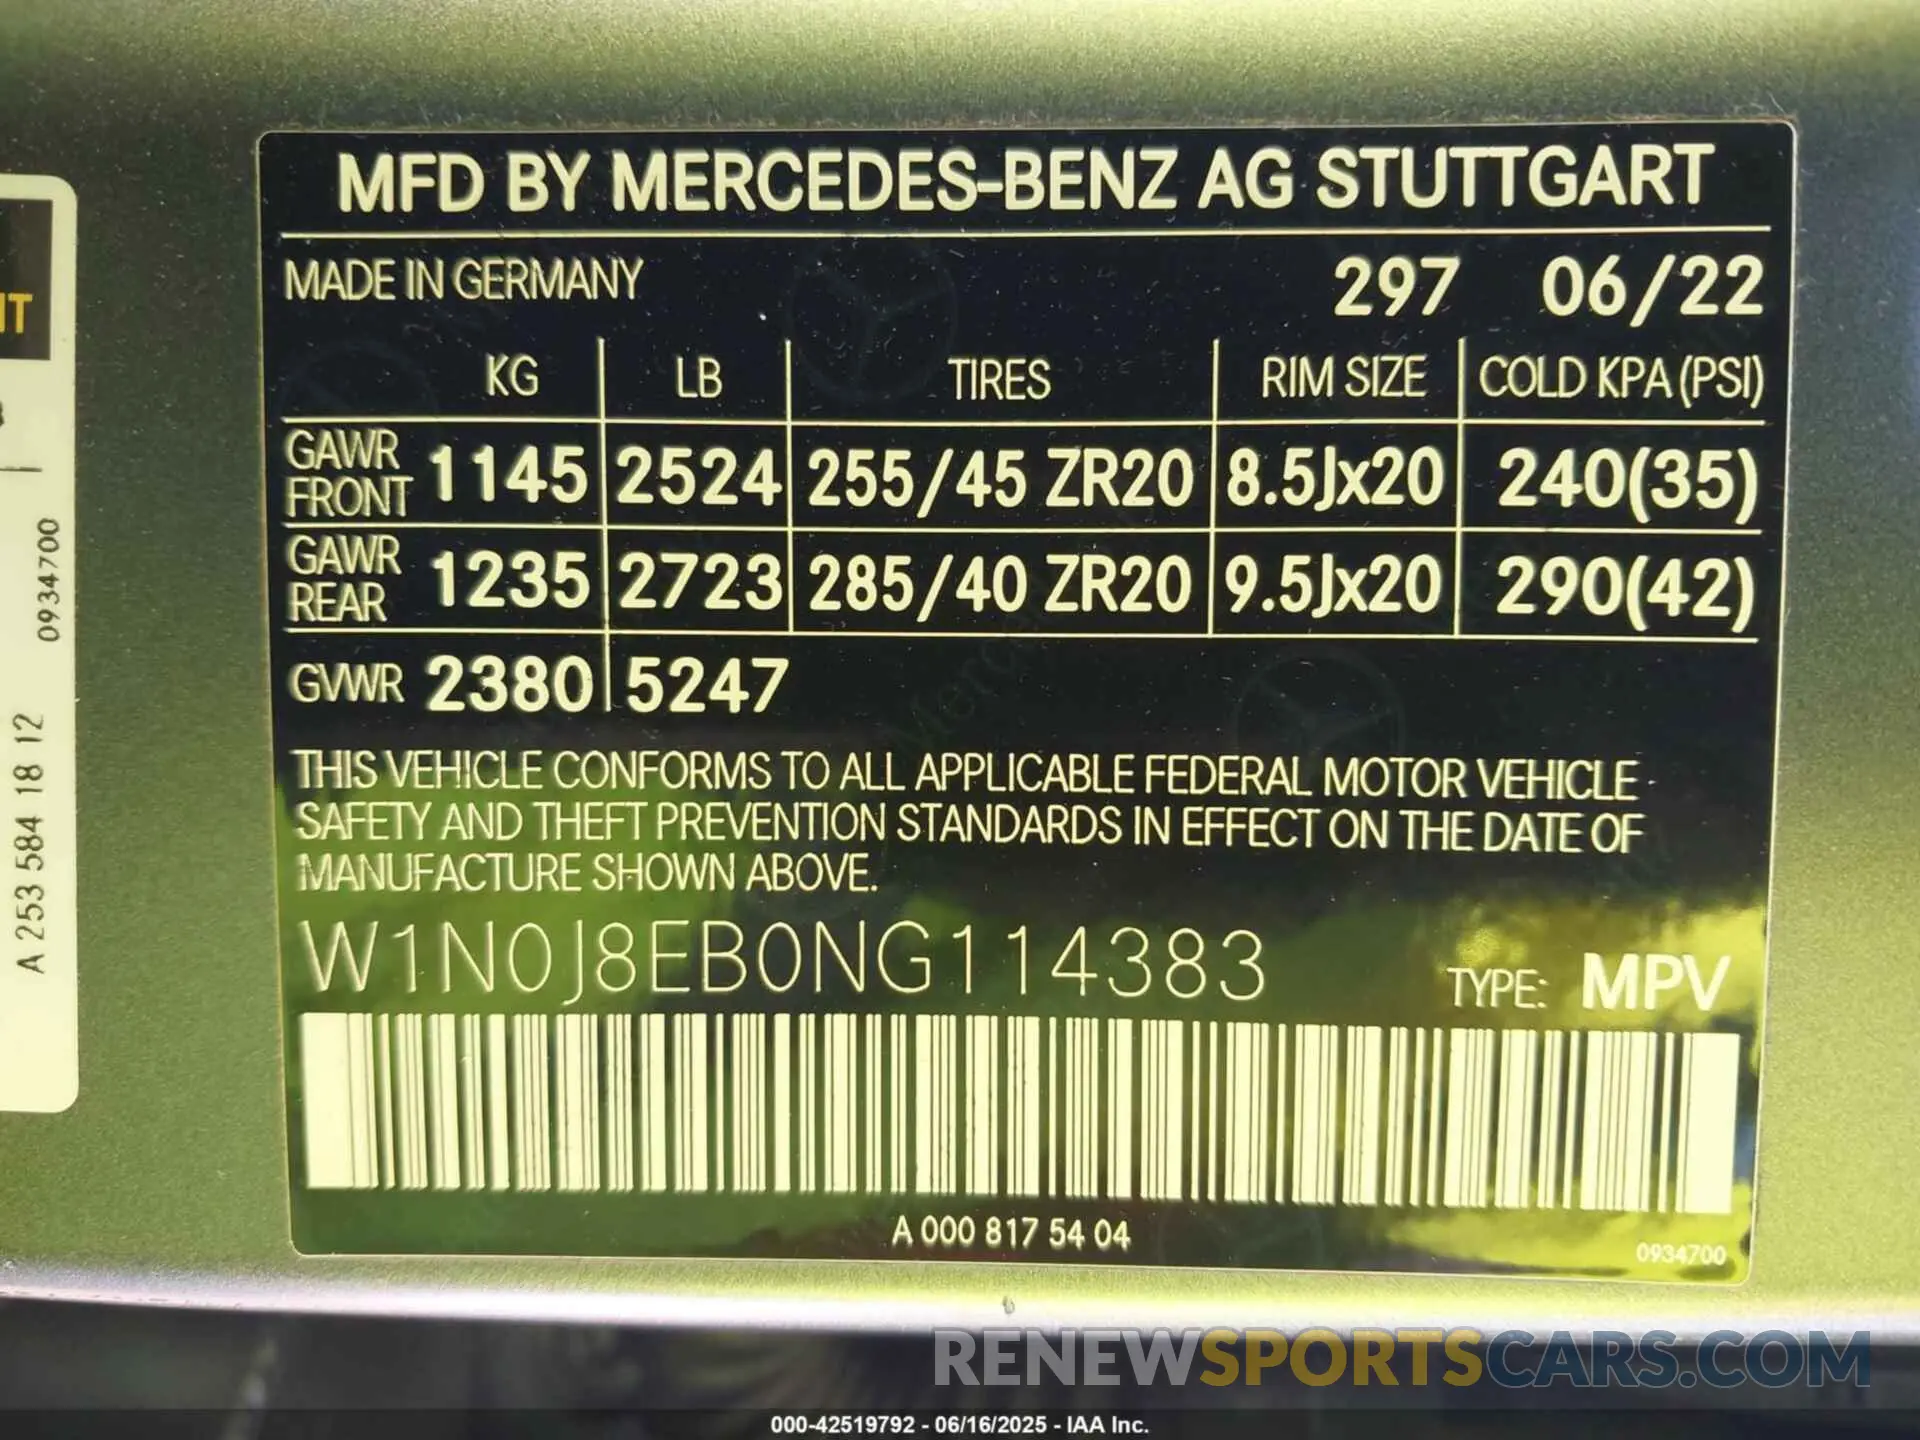 MFD BY MERCEDES-BENZ AG STUTTGART
MADE IN GERMANY 297 06/22
KG LB TIRES RIM SIZE COLD KPA (PSI)
GAWR FRONT 1145 2524 255/45 ZR20 8.5Jx20 240(35)
GAWR REAR 1235 2723 285/40 ZR20 9.5Jx20 290(42)
GVWR 2380 5247
THIS VEHICLE CONFORMS TO ALL APPLICABLE FEDERAL MOTOR VEHICLE
SAFETY AND THEFT PREVENTION STANDARDS IN EFFECT ON THE DATE OF
MANUFACTURE SHOWN ABOVE.
W1N0J8EB0NG114383 TYPE: MPV
A 000 817 54 04
0934700
0934700
A 253 584 18 12
RENEWSPORTSCARS.COM
000-42519792 - 06/16/2025 - IAA Inc.